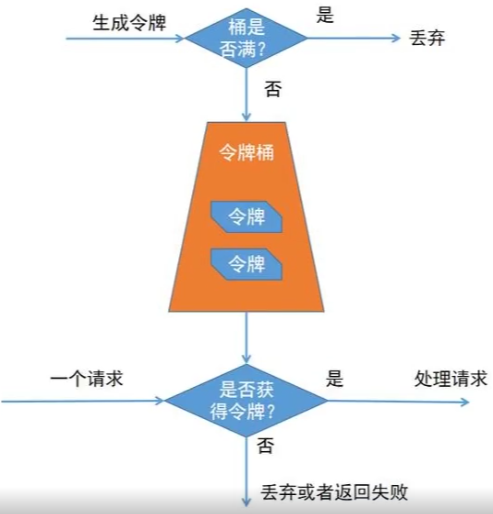 生成令牌
桶是
否满？
是
丢弃
否
令牌桶
令牌
令牌
一个请求
是否获
得令牌？
是
处理请求
否
丢弃或者返回失败